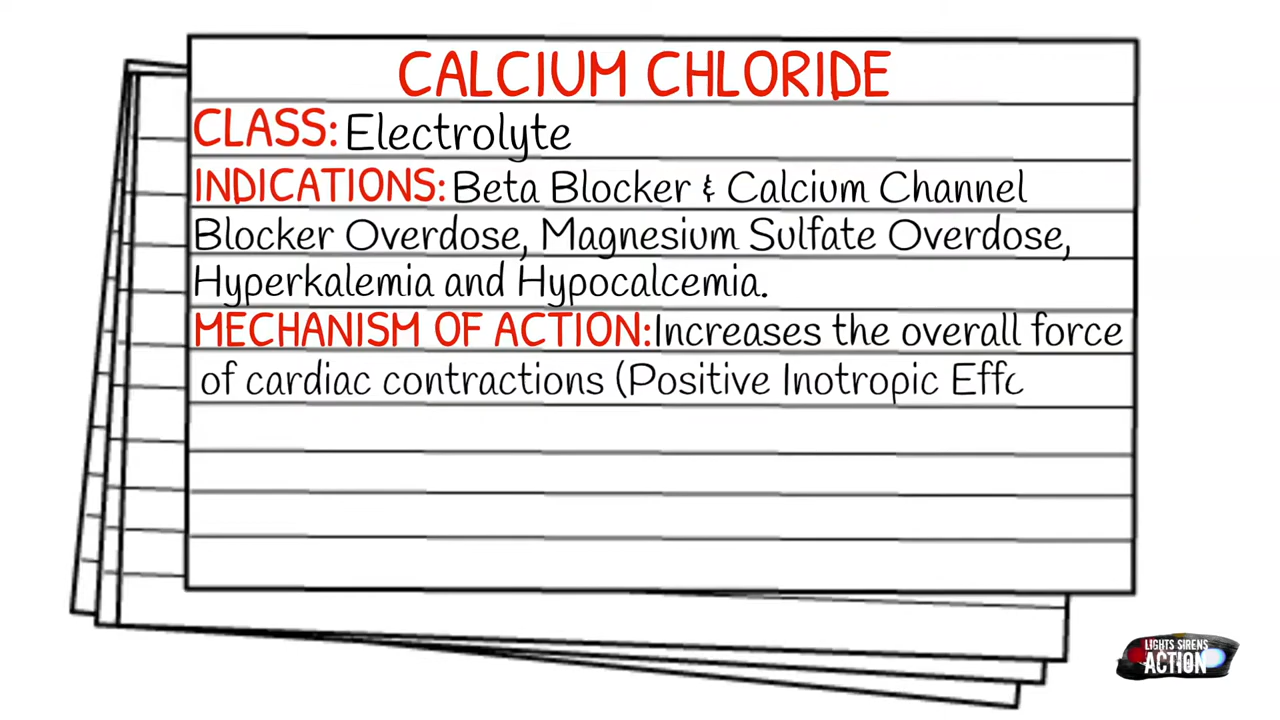 CALCIUM CHLORIDE
CLASS: Electrolyte
INDICATIONS: Beta Blocker & Calcium Channel
Blocker Overdose, Magnesium Sulfate Overdose,
Hyperkalemia and Hypocalcemia.
MECHANISM OF ACTION: Increases the overall force
of cardiac contractions (Positive Inotropic Effc
LIGHTS SIRENS
ACTION